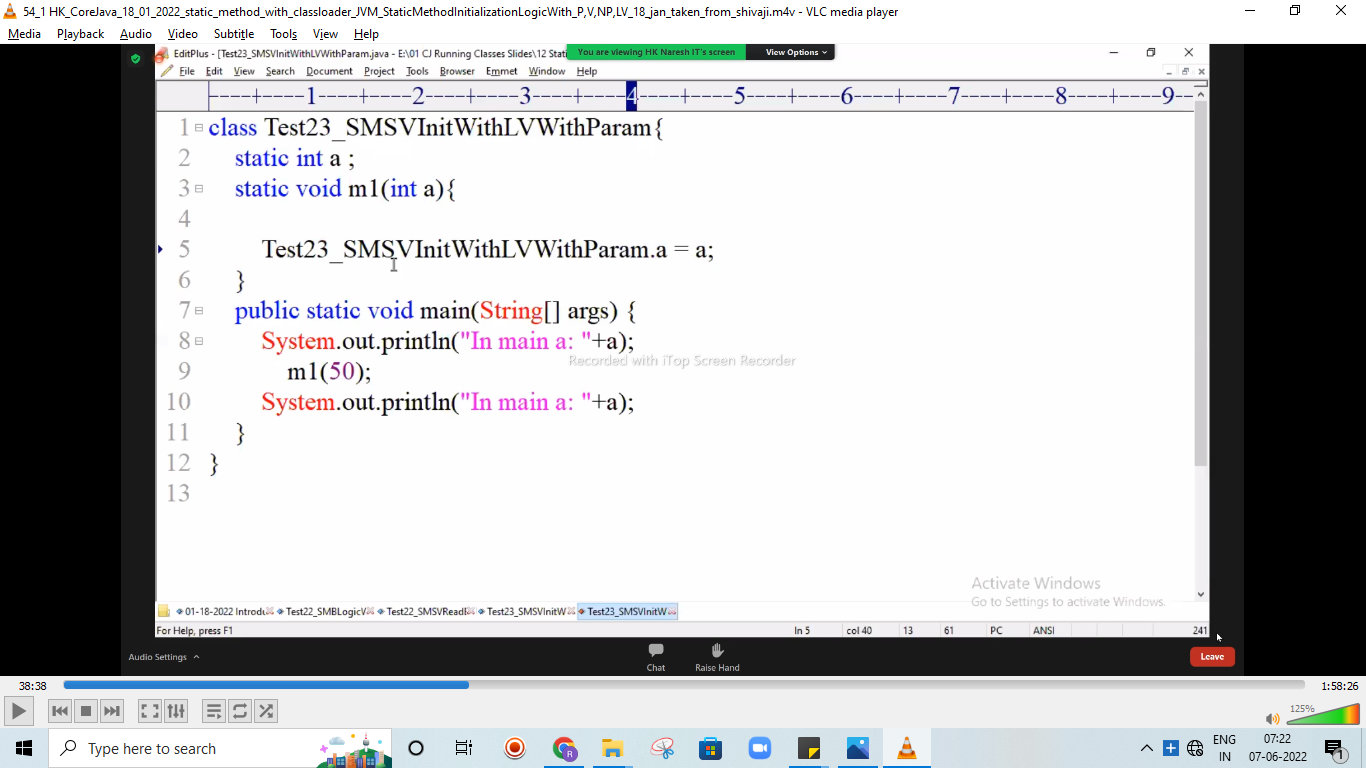 54_1 HK_CoreJava_18_01_2022_static_method_with_classloader_JVM_StaticMethodInitializationLogicWith_P,V,NP,LV_18_jan_taken_from_shivaji.m4v - VLC media player
Media Playback Audio Video Subtitle Tools View Help
EditPlus - [Test23_SMSVInitWithLVWithParam.java - E:\01 CJ Running Classes Slides\12 Stati
You are viewing HK Naresh IT's screen View Options
File Edit View Search Document Project Tools Browser Emmet Window Help
----+----1----+----2----+----3----+----4----+----5----+----6----+----7----+----8----+----9--
1 class Test23_SMSVInitWithLVWithParam{
2 static int a ;
3 static void m1(int a){
4
5 Test23_SMSVInitWithLVWithParam.a = a;
6 }
7 public static void main(String[] args) {
8 System.out.println("In main a: "+a);
Recorded with iTop Screen Recorder
9 m1(50);
10 System.out.println("In main a: "+a);
11 }
12 }
13
Activate Windows
Go to Settings to activate Windows.
01-18-2022 Introdu Test22_SMBLogicV Test22_SMSVReadI Test23_SMSVInitW Test23_SMSVInitW
For Help, press F1 ln 5 col 40 13 61 PC ANSI 241
Audio Settings Chat Raise Hand Leave
38:38 1:58:26
125%
Type here to search
ENG 07:22
IN 07-06-2022 1